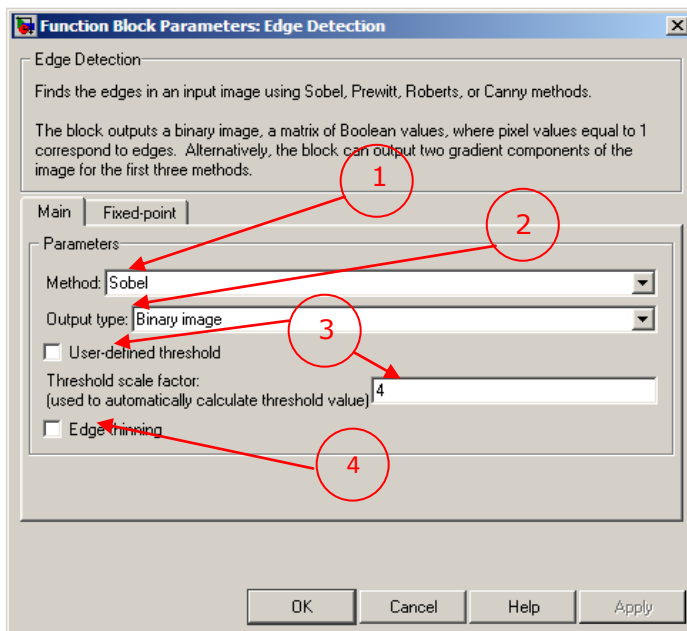 Function Block Parameters: Edge Detection
Edge Detection
Finds the edges in an input image using Sobel, Prewitt, Roberts, or Canny methods.
The block outputs a binary image, a matrix of Boolean values, where pixel values equal to 1
correspond to edges. Alternatively, the block can output two gradient components of the
image for the first three methods.
1
Main
Fixed-point
2
Parameters
Method: Sobel
Output type: Binary image
3
User-defined threshold
Threshold scale factor:
(used to automatically calculate threshold value) 4
Edge thinning
4
OK
Cancel
Help
Apply